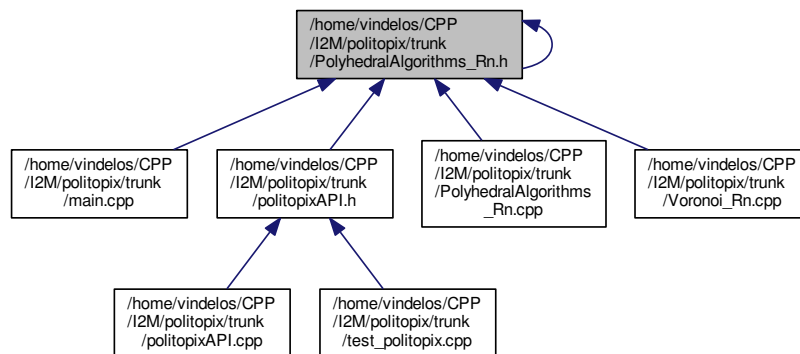 /home/vindelos/CPP
/I2M/politopix/trunk
/PolyhedralAlgorithms_Rn.h
/home/vindelos/CPP
/I2M/politopix/trunk
/main.cpp
/home/vindelos/CPP
/I2M/politopix/trunk
/politopixAPI.h
/home/vindelos/CPP
/I2M/politopix/trunk
/PolyhedralAlgorithms
_Rn.cpp
/home/vindelos/CPP
/I2M/politopix/trunk
/Voronoi_Rn.cpp
/home/vindelos/CPP
/I2M/politopix/trunk
/politopixAPI.cpp
/home/vindelos/CPP
/I2M/politopix/trunk
/test_politopix.cpp